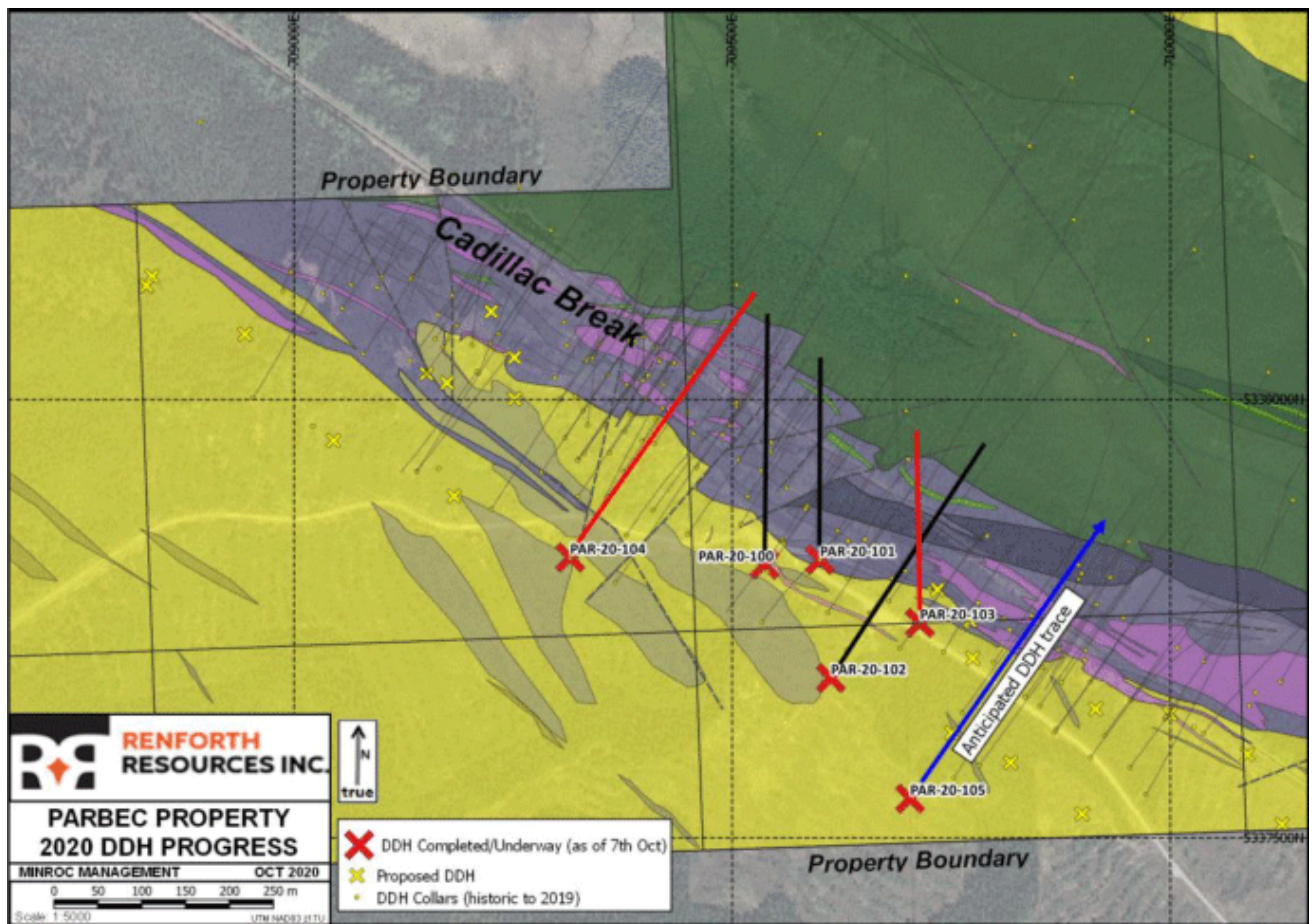 709000E
709500E
710000E
Property Boundary
Cadillac Break
5338000N
PAR-20-104
PAR-20-100
PAR-20-101
PAR-20-103
PAR-20-102
Anticipated DDH trace
PAR-20-105
5337500N
Property Boundary
RENFORTH
RESOURCES INC.
N
true
PARBEC PROPERTY
2020 DDH PROGRESS
MINROC MANAGEMENT OCT 2020
0 50 100 150 200 250 m
Scale: 1:5000
UTM NAD83
DDH Completed/Underway (as of 7th Oct)
Proposed DDH
DDH Collars (historic to 2019)